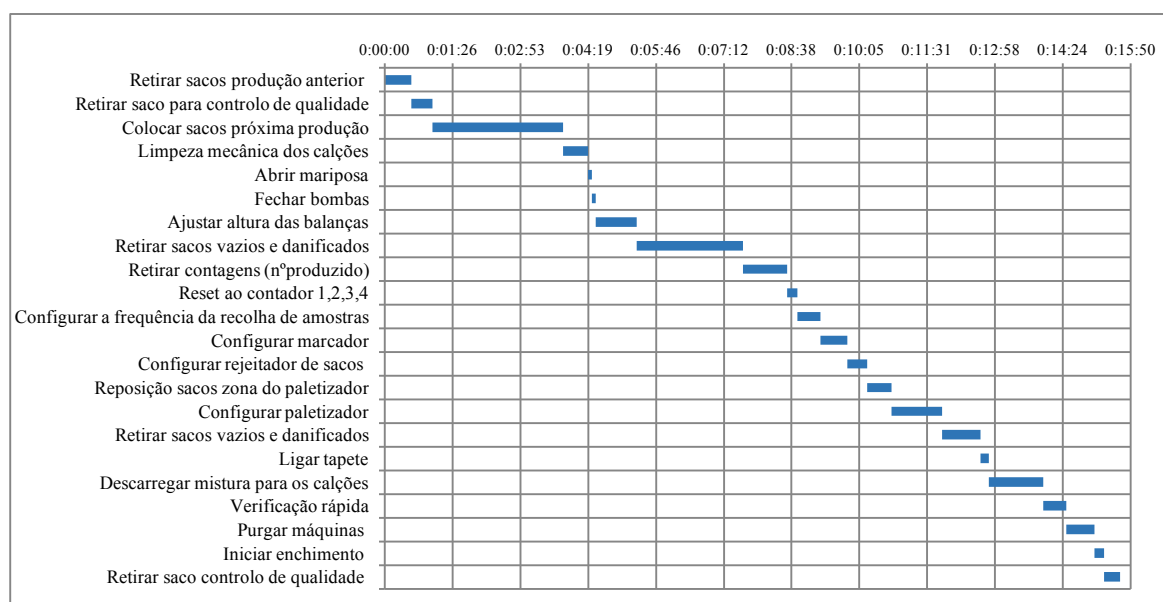 0:00:00 0:01:26 0:02:53 0:04:19 0:05:46 0:07:12 0:08:38 0:10:05 0:11:31 0:12:58 0:14:24 0:15:50
Retirar sacos produção anterior
Retirar saco para controlo de qualidade
Colocar sacos próxima produção
Limpeza mecânica dos calções
Abrir mariposa
Fechar bombas
Ajustar altura das balanças
Retirar sacos vazios e danificados
Retirar contagens (nºproduzido)
Reset ao contador 1,2,3,4
Configurar a frequência da recolha de amostras
Configurar marcador
Configurar rejeitador de sacos
Reposição sacos zona do paletizador
Configurar paletizador
Retirar sacos vazios e danificados
Ligar tapete
Descarregar mistura para os calções
Verificação rápida
Purgar máquinas
Iniciar enchimento
Retirar saco controlo de qualidade